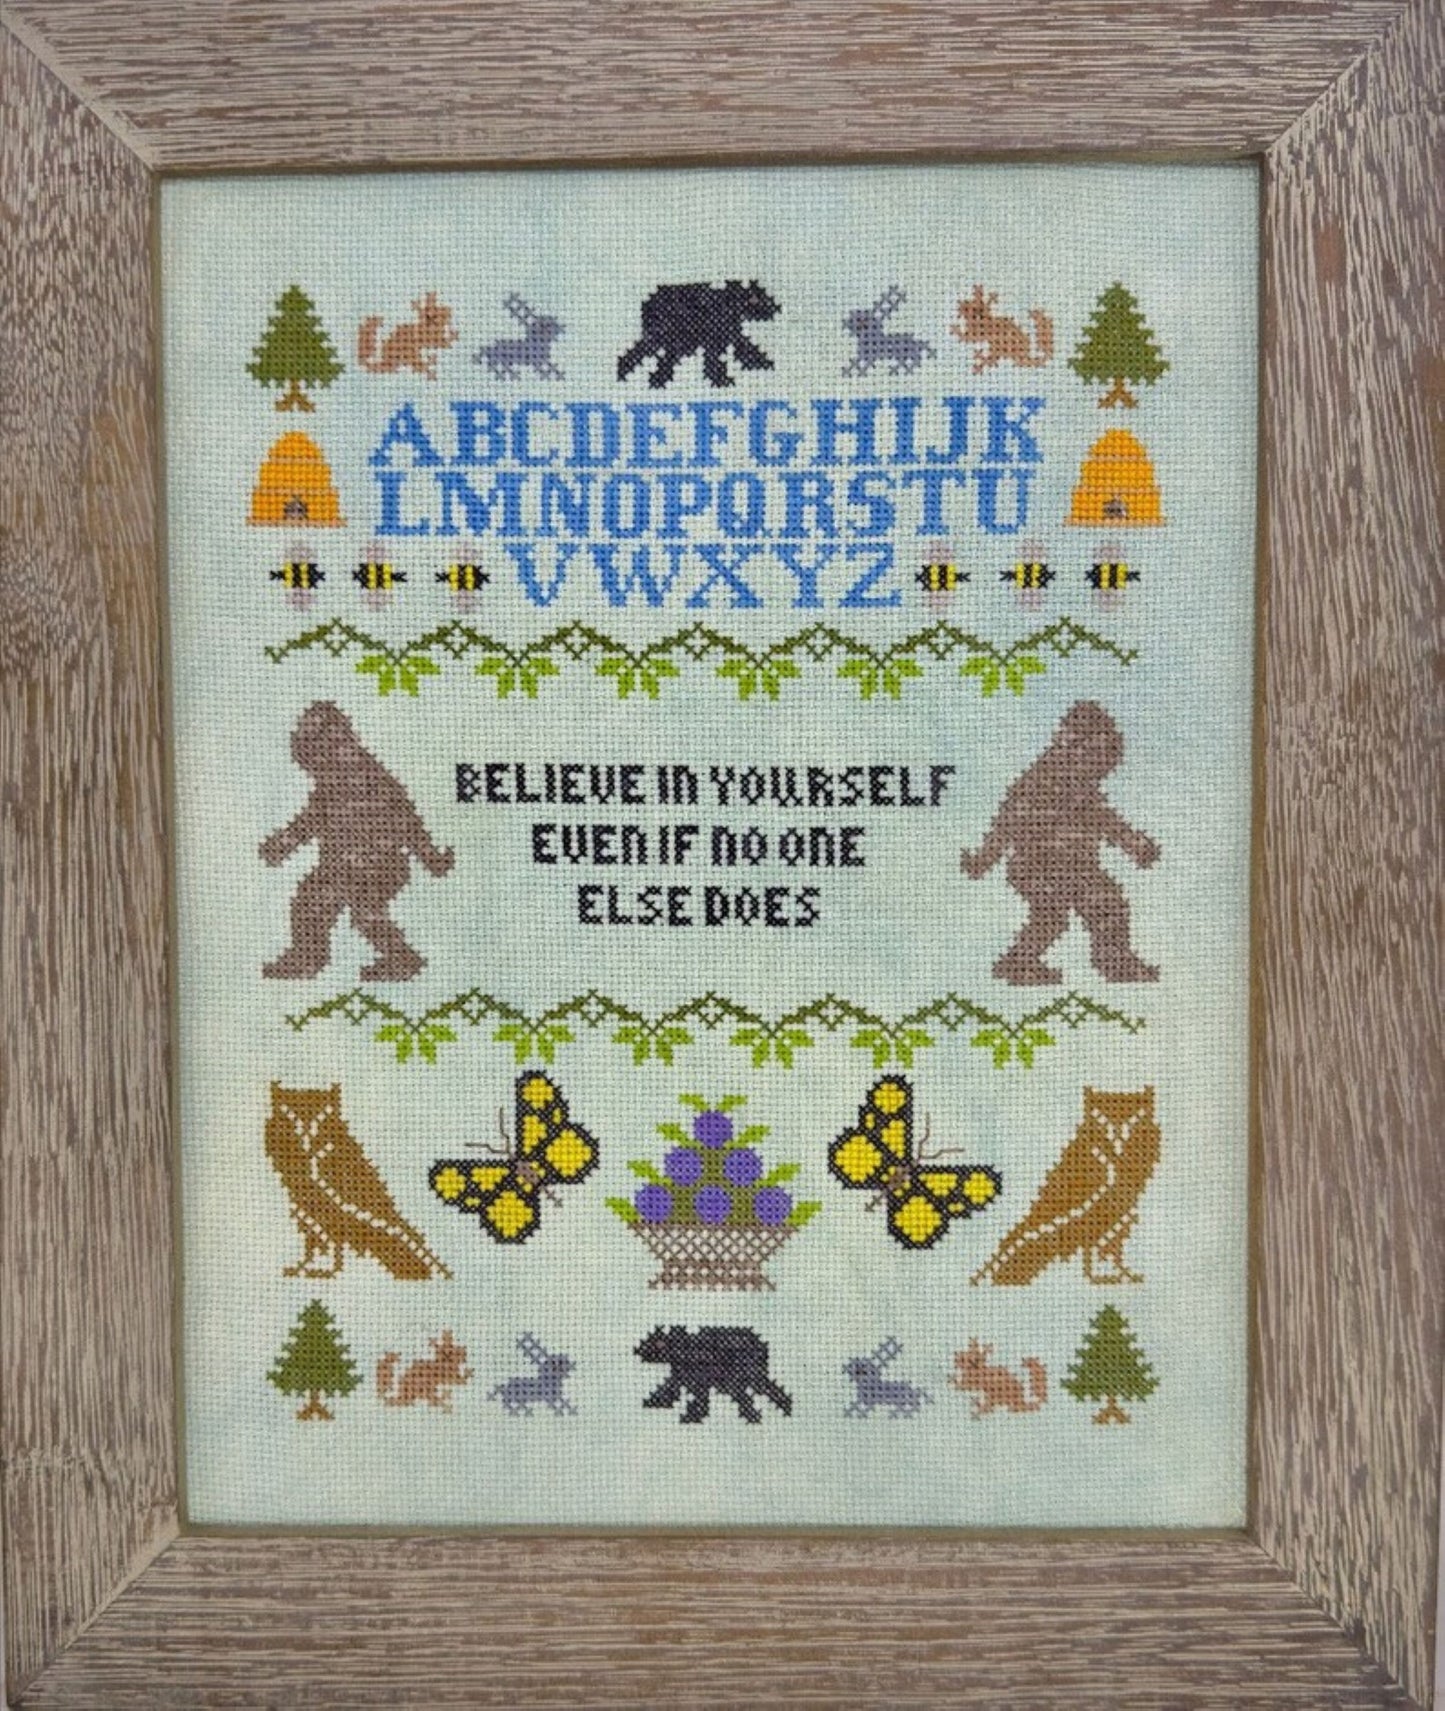 ABCDEFGHIJK
LMNOPQRSTU
VWXYZ
BELIEVE IN YOURSELF
EVEN IF NO ONE
ELSE DOES